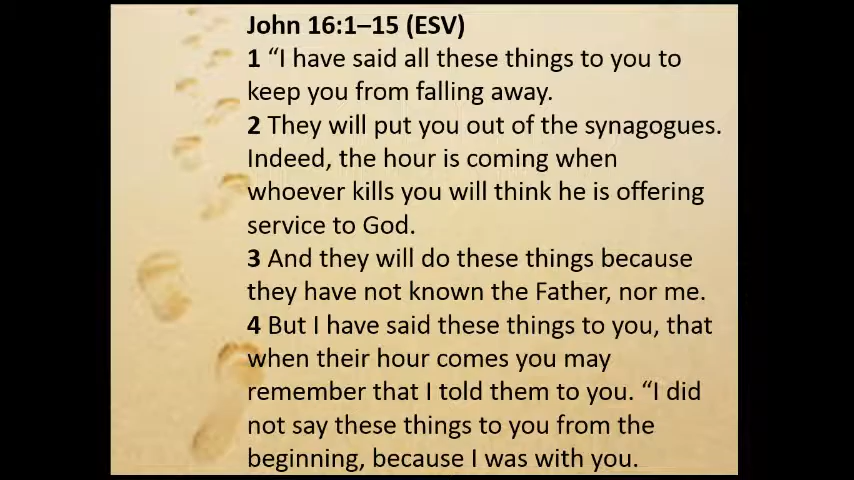 John 16:1–15 (ESV)
1 “I have said all these things to you to
keep you from falling away.
2 They will put you out of the synagogues.
Indeed, the hour is coming when
whoever kills you will think he is offering
service to God.
3 And they will do these things because
they have not known the Father, nor me.
4 But I have said these things to you, that
when their hour comes you may
remember that I told them to you. “I did
not say these things to you from the
beginning, because I was with you.